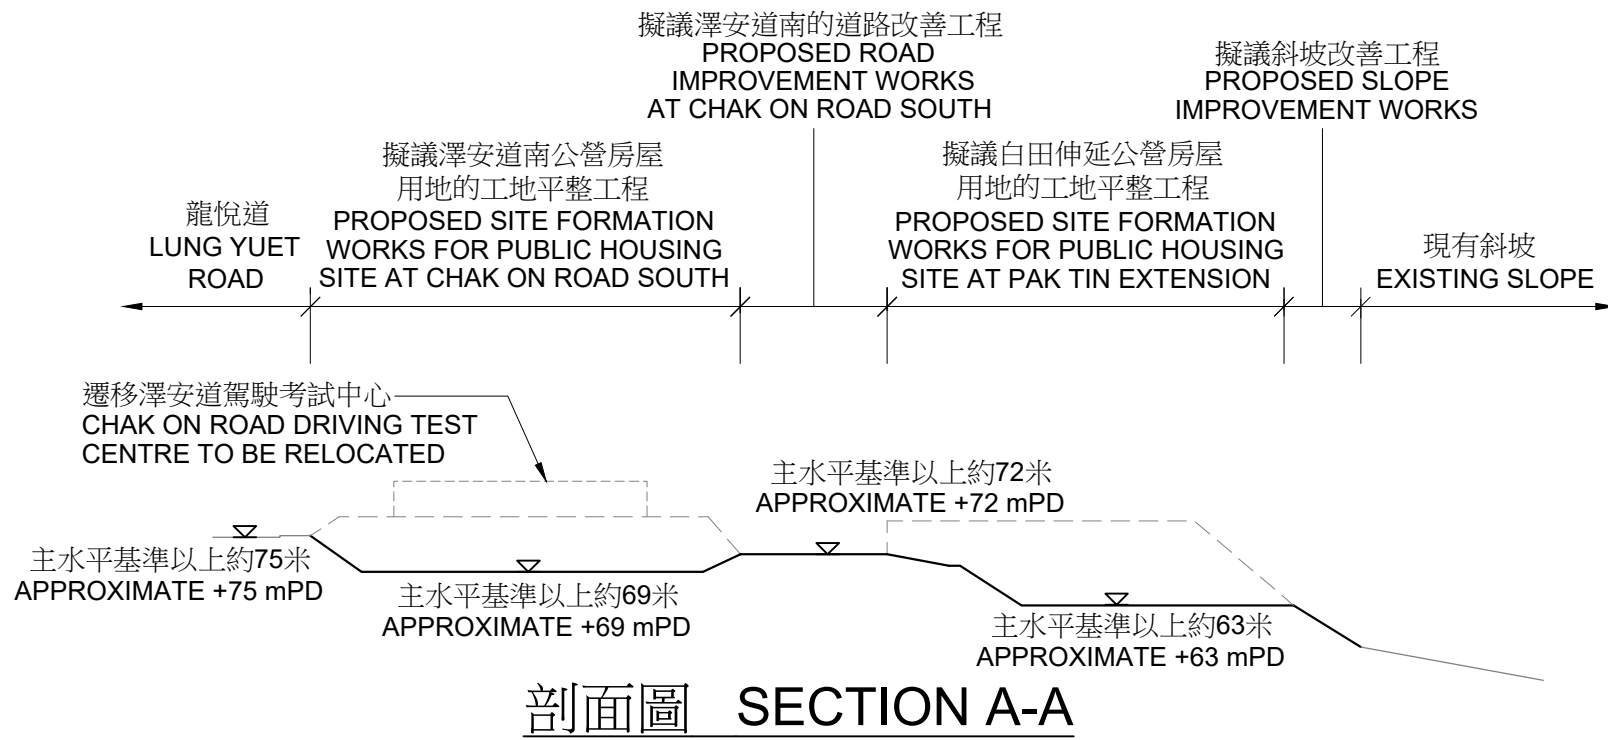 擬議澤安道南的道路改善工程
PROPOSED ROAD
IMPROVEMENT WORKS
AT CHAK ON ROAD SOUTH
擬議斜坡改善工程
PROPOSED SLOPE
IMPROVEMENT WORKS
龍悅道
LUNG YUET
ROAD
擬議澤安道南公營房屋
用地的工地平整工程
PROPOSED SITE FORMATION
WORKS FOR PUBLIC HOUSING
SITE AT CHAK ON ROAD SOUTH
擬議白田伸延公營房屋
用地的工地平整工程
PROPOSED SITE FORMATION
WORKS FOR PUBLIC HOUSING
SITE AT PAK TIN EXTENSION
現有斜坡
EXISTING SLOPE
遷移澤安道駕駛考試中心
CHAK ON ROAD DRIVING TEST
CENTRE TO BE RELOCATED
主水平基準以上約75米
APPROXIMATE +75 mPD
主水平基準以上約69米
APPROXIMATE +69 mPD
主水平基準以上約72米
APPROXIMATE +72 mPD
主水平基準以上約63米
APPROXIMATE +63 mPD
剖面圖 SECTION A-A